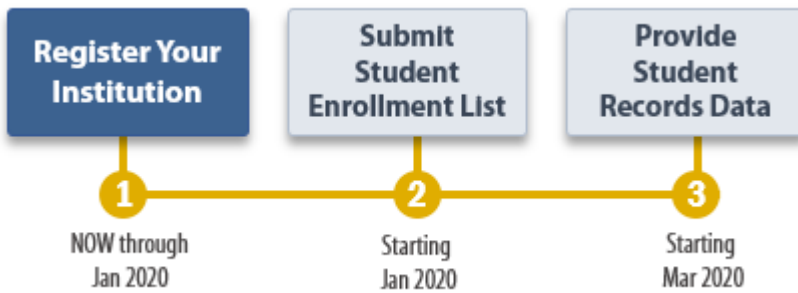 Register Your
Institution
Submit
Student
Enrollment List
Provide
Student
Records Data
1
2
3
NOW through
Jan 2020
Starting
Jan 2020
Starting
Mar 2020